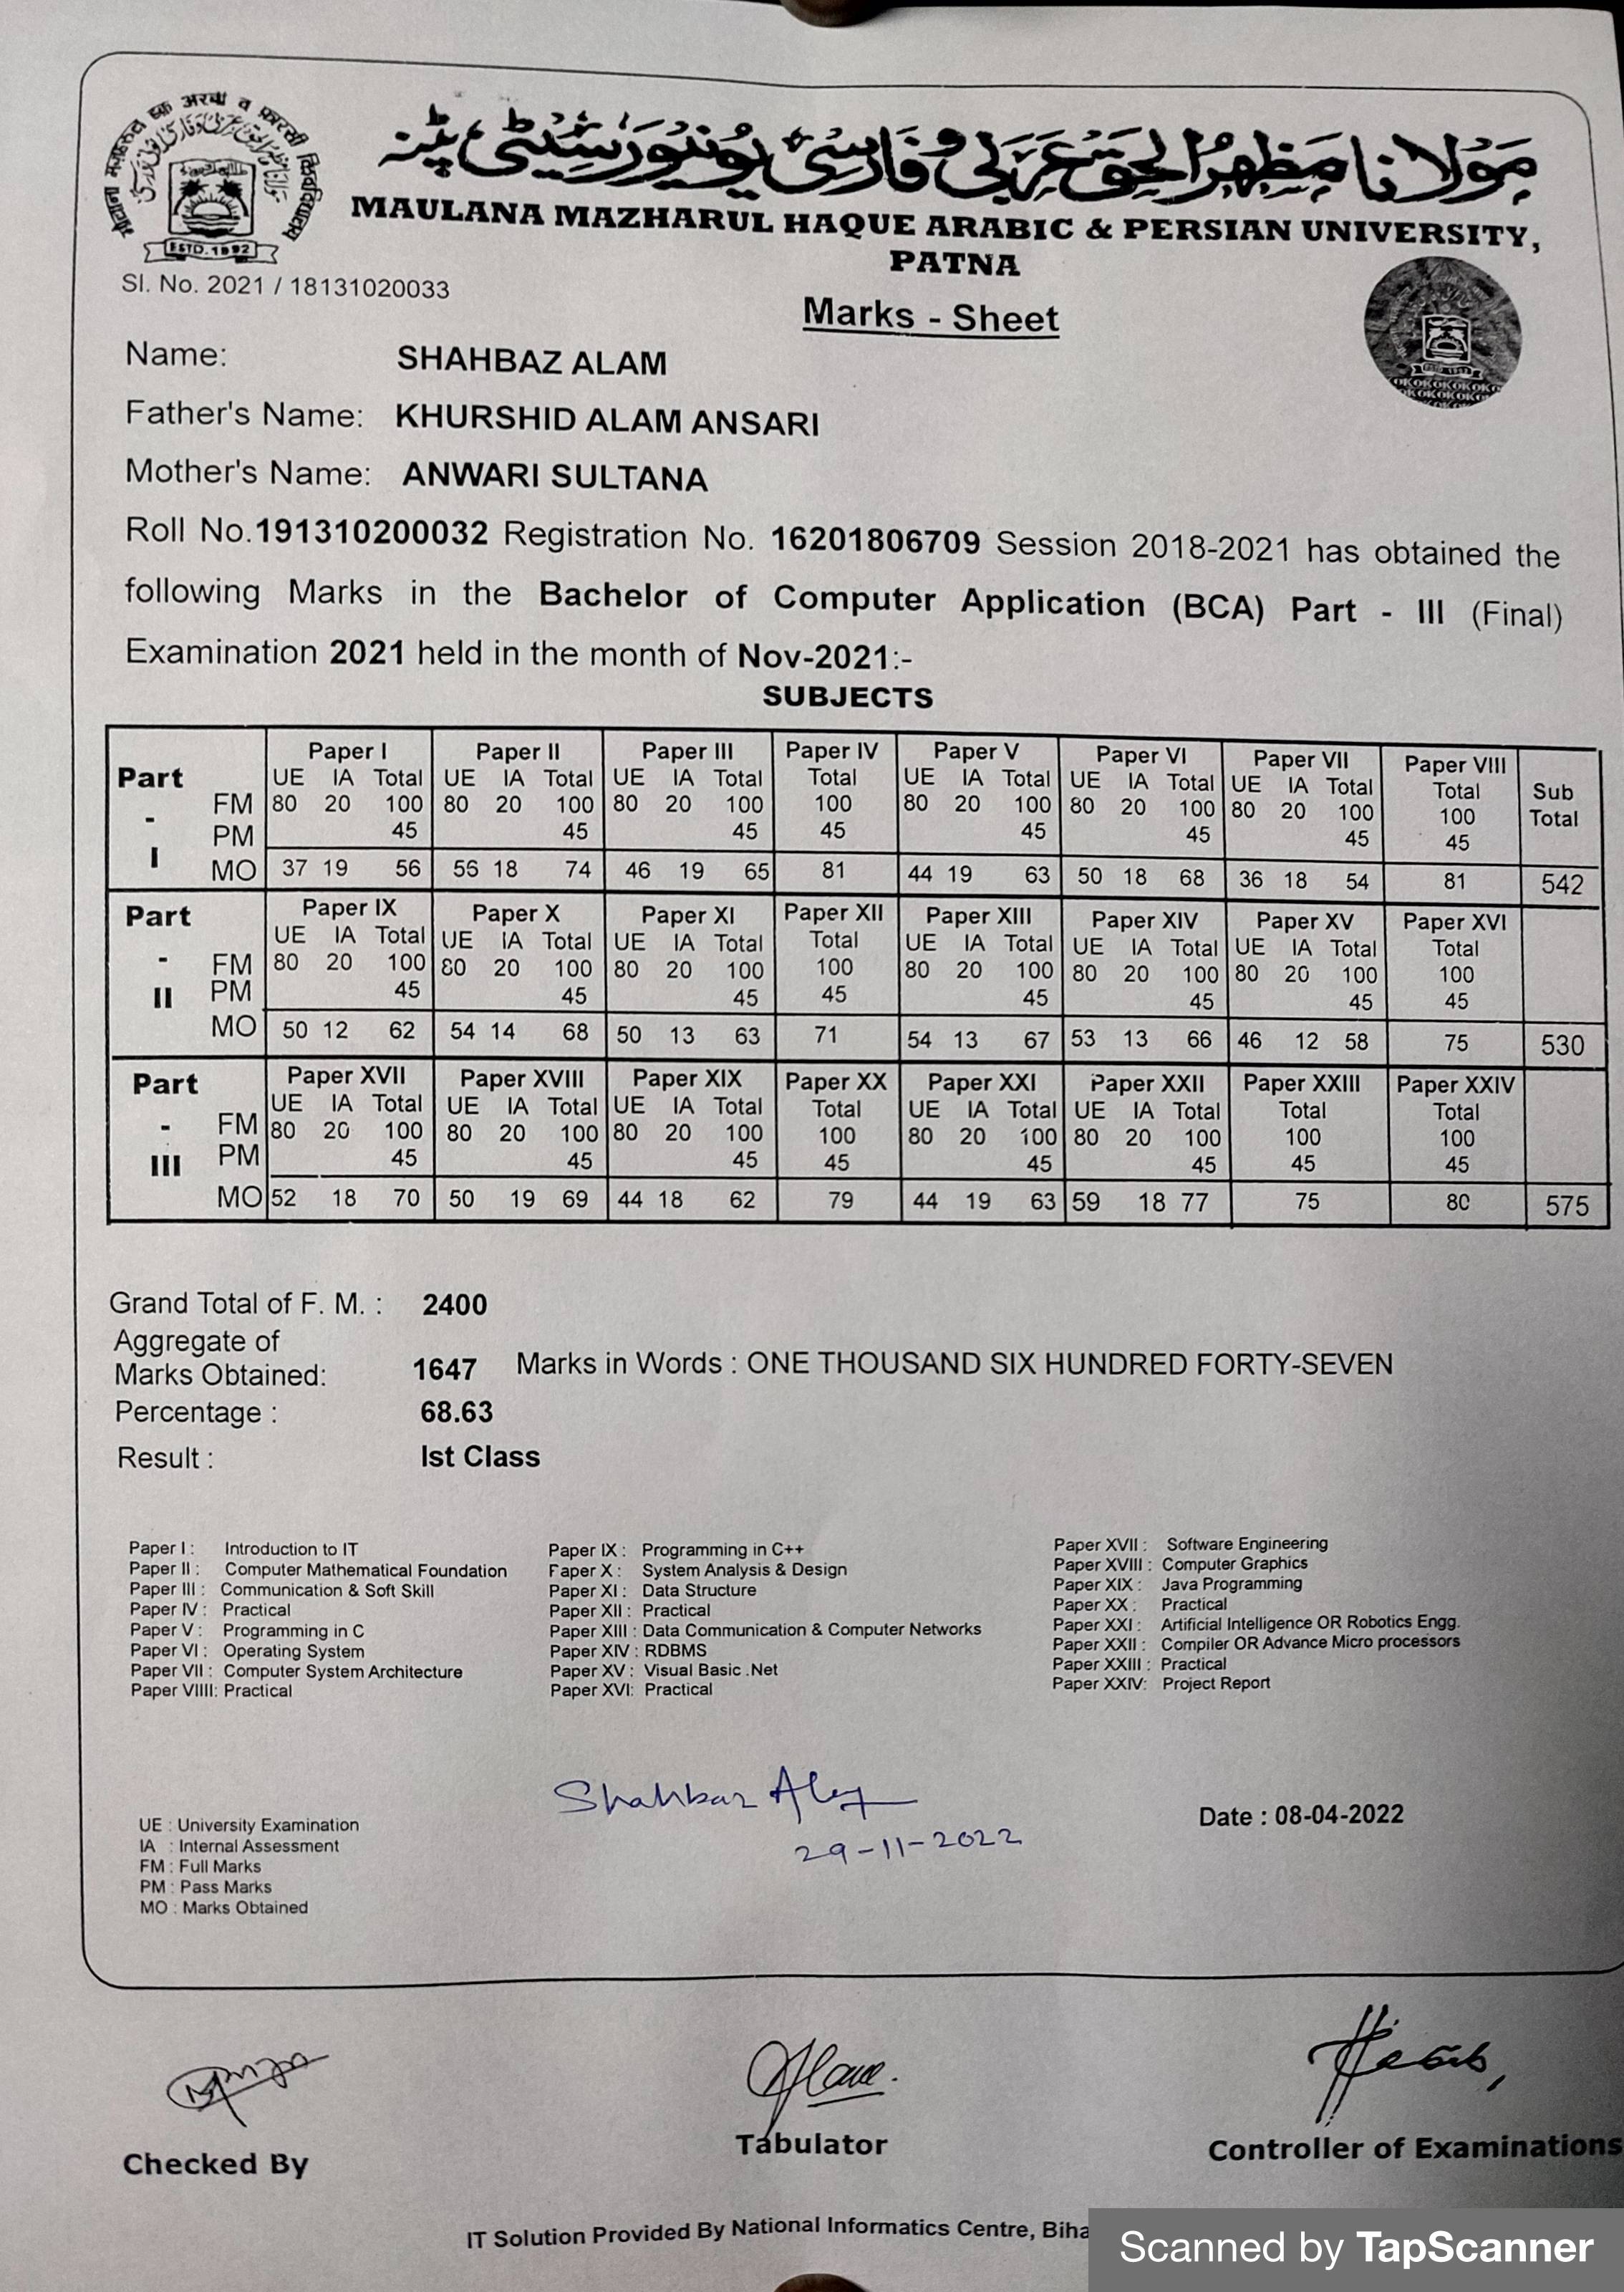 मौलाना मजहरुल हक अरबी व फारसी विश्वविद्यालय
ESTD. 1992
مولانا مظہرالحق عربی و فارسی یونیورسیٹی پٹنہ
MAULANA MAZHARUL HAQUE ARABIC & PERSIAN UNIVERSITY,
PATNA
Sl. No. 2021 / 18131020033
Marks - Sheet
Name: SHAHBAZ ALAM
Father's Name: KHURSHID ALAM ANSARI
Mother's Name: ANWARI SULTANA
Roll No.191310200032 Registration No. 16201806709 Session 2018-2021 has obtained the
following Marks in the Bachelor of Computer Application (BCA) Part - III (Final)
Examination 2021 held in the month of Nov-2021:-
SUBJECTS
Part - I Paper I Paper II Paper III Paper IV Paper V Paper VI Paper VII Paper VIII Sub Total
UE IA Total UE IA Total UE IA Total Total UE IA Total UE IA Total UE IA Total Total
FM 80 20 100 80 20 100 80 20 100 100 80 20 100 80 20 100 80 20 100 100
PM 45 45 45 45 45 45 45 45
MO 37 19 56 56 18 74 46 19 65 81 44 19 63 50 18 68 36 18 54 81 542
Part - II Paper IX Paper X Paper XI Paper XII Paper XIII Paper XIV Paper XV Paper XVI
UE IA Total UE IA Total UE IA Total Total UE IA Total UE IA Total UE IA Total Total
FM 80 20 100 80 20 100 80 20 100 100 80 20 100 80 20 100 80 20 100 100
PM 45 45 45 45 45 45 45 45
MO 50 12 62 54 14 68 50 13 63 71 54 13 67 53 13 66 46 12 58 75 530
Part - III Paper XVII Paper XVIII Paper XIX Paper XX Paper XXI Paper XXII Paper XXIII Paper XXIV
UE IA Total UE IA Total UE IA Total Total UE IA Total UE IA Total Total Total
FM 80 20 100 80 20 100 80 20 100 100 80 20 100 80 20 100 100 100
PM 45 45 45 45 45 45 45 45
MO 52 18 70 50 19 69 44 18 62 79 44 19 63 59 18 77 75 80 575
Grand Total of F. M. : 2400
Aggregate of
Marks Obtained: 1647 Marks in Words : ONE THOUSAND SIX HUNDRED FORTY-SEVEN
Percentage : 68.63
Result : Ist Class
Paper I : Introduction to IT
Paper II : Computer Mathematical Foundation
Paper III : Communication & Soft Skill
Paper IV : Practical
Paper V : Programming in C
Paper VI : Operating System
Paper VII : Computer System Architecture
Paper VIIII: Practical
Paper IX : Programming in C++
Paper X : System Analysis & Design
Paper XI : Data Structure
Paper XII : Practical
Paper XIII : Data Communication & Computer Networks
Paper XIV : RDBMS
Paper XV : Visual Basic .Net
Paper XVI: Practical
Paper XVII : Software Engineering
Paper XVIII : Computer Graphics
Paper XIX : Java Programming
Paper XX : Practical
Paper XXI : Artificial Intelligence OR Robotics Engg.
Paper XXII : Compiler OR Advance Micro processors
Paper XXIII : Practical
Paper XXIV: Project Report
Shahbaz Alam
29-11-2022
Date : 08-04-2022
UE : University Examination
IA : Internal Assessment
FM : Full Marks
PM : Pass Marks
MO : Marks Obtained
Checked By
Tabulator
Controller of Examinations
IT Solution Provided By National Informatics Centre, Biha
Scanned by TapScanner